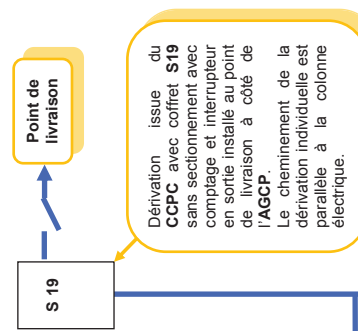 Point de
livraison
S 19
Dérivation issue du
CCPC avec coffret S19
sans sectionnement avec
comptage et interrupteur
en sortie installé au point
de livraison à côté de
l'AGCP.
Le cheminement de la
dérivation individuelle est
parallèle à la colonne
électrique.